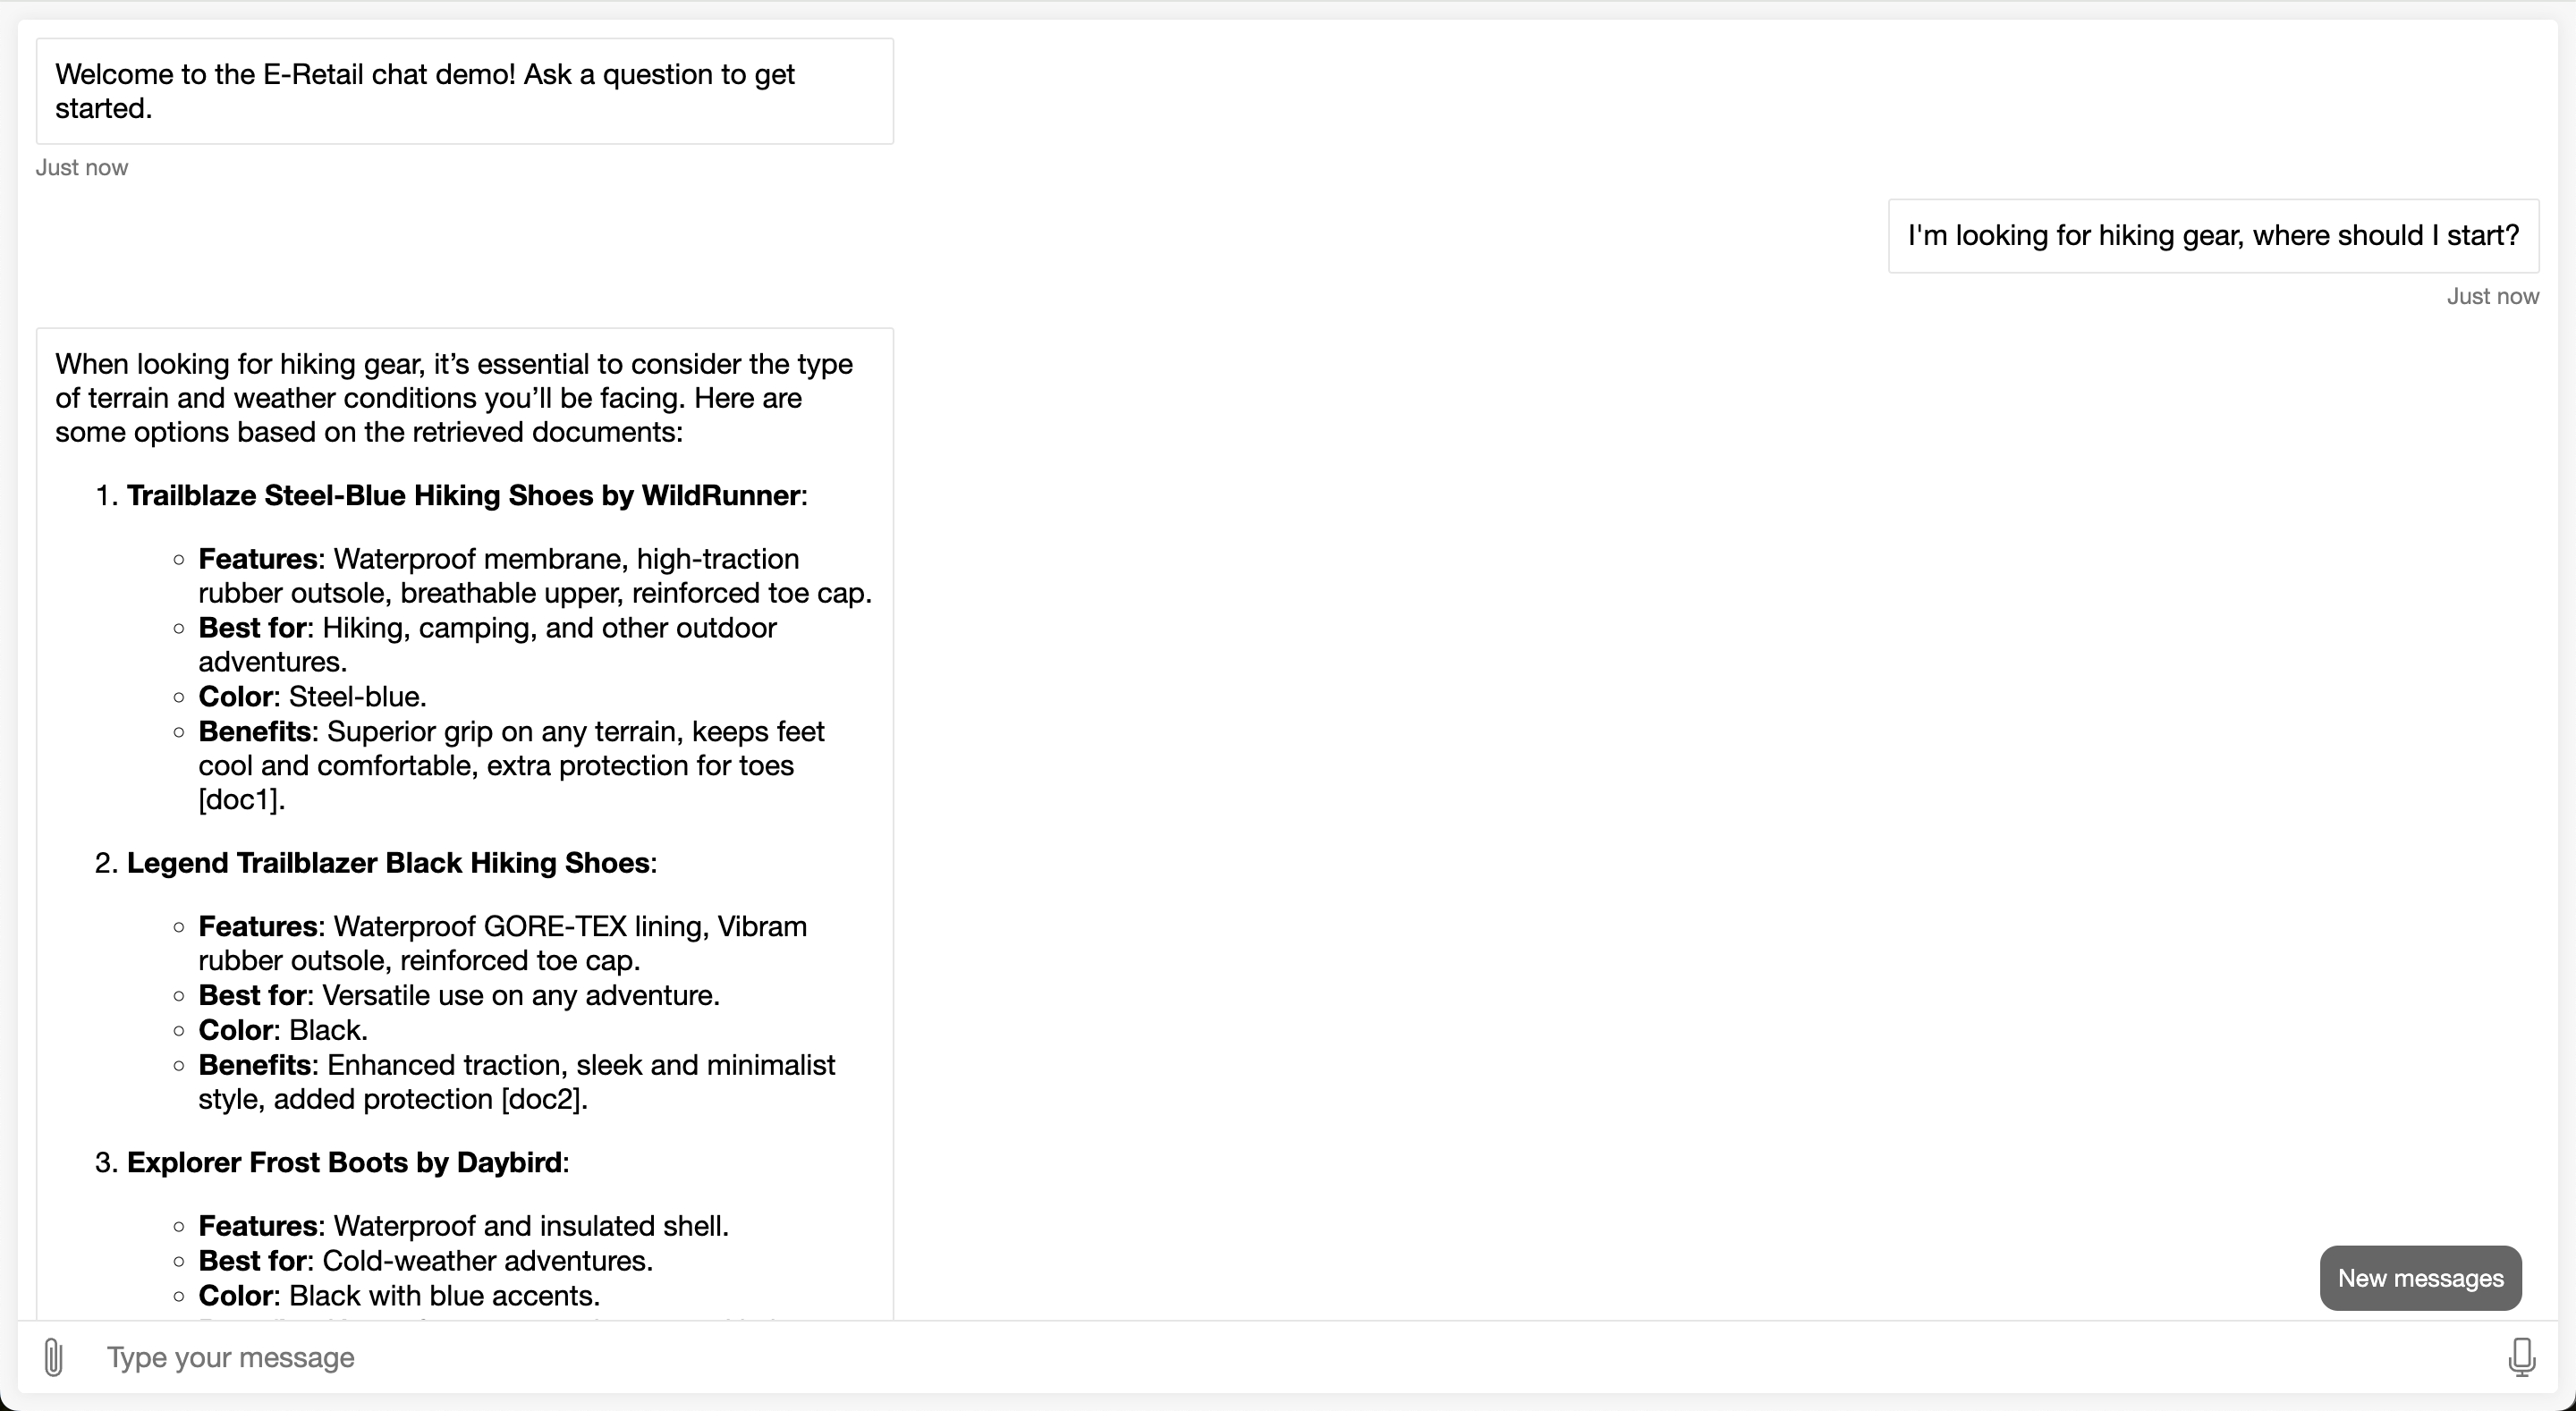 Welcome to the E-Retail chat demo! Ask a question to get
started.
Just now
I'm looking for hiking gear, where should I start?
Just now
When looking for hiking gear, it’s essential to consider the type
of terrain and weather conditions you’ll be facing. Here are
some options based on the retrieved documents:
1. Trailblaze Steel-Blue Hiking Shoes by WildRunner:
◦ Features: Waterproof membrane, high-traction
rubber outsole, breathable upper, reinforced toe cap.
◦ Best for: Hiking, camping, and other outdoor
adventures.
◦ Color: Steel-blue.
◦ Benefits: Superior grip on any terrain, keeps feet
cool and comfortable, extra protection for toes
[doc1].
2. Legend Trailblazer Black Hiking Shoes:
◦ Features: Waterproof GORE-TEX lining, Vibram
rubber outsole, reinforced toe cap.
◦ Best for: Versatile use on any adventure.
◦ Color: Black.
◦ Benefits: Enhanced traction, sleek and minimalist
style, added protection [doc2].
3. Explorer Frost Boots by Daybird:
◦ Features: Waterproof and insulated shell.
◦ Best for: Cold-weather adventures.
◦ Color: Black with blue accents.
New messages
Type your message